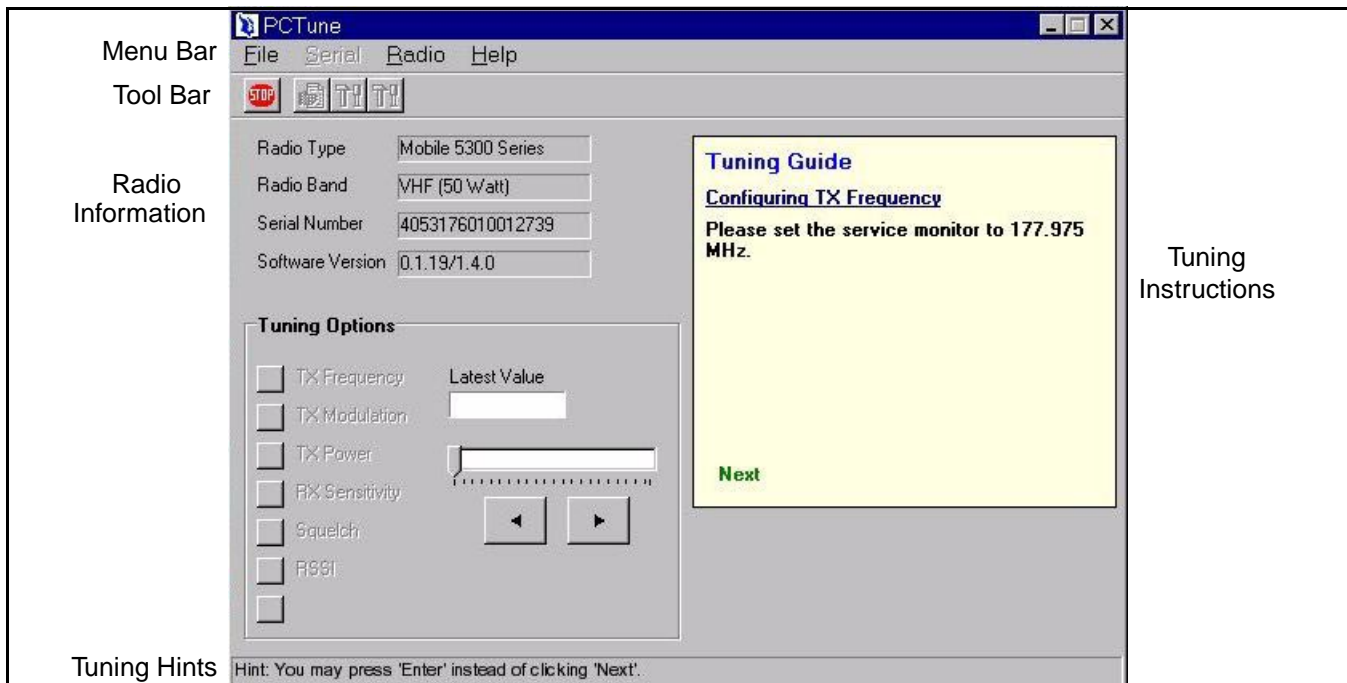 PCTune
Menu Bar
File Serial Radio Help
Tool Bar
STOP
Radio Information
Radio Type Mobile 5300 Series
Radio Band VHF (50 Watt)
Serial Number 4053176010012739
Software Version 0.1.19/1.4.0
Tuning Guide
Configuring TX Frequency
Please set the service monitor to 177.975
MHz.
Next
Tuning
Instructions
Tuning Options
TX Frequency
TX Modulation
TX Power
RX Sensitivity
Squelch
RSSI
Latest Value
Tuning Hints
Hint: You may press 'Enter' instead of clicking 'Next'.